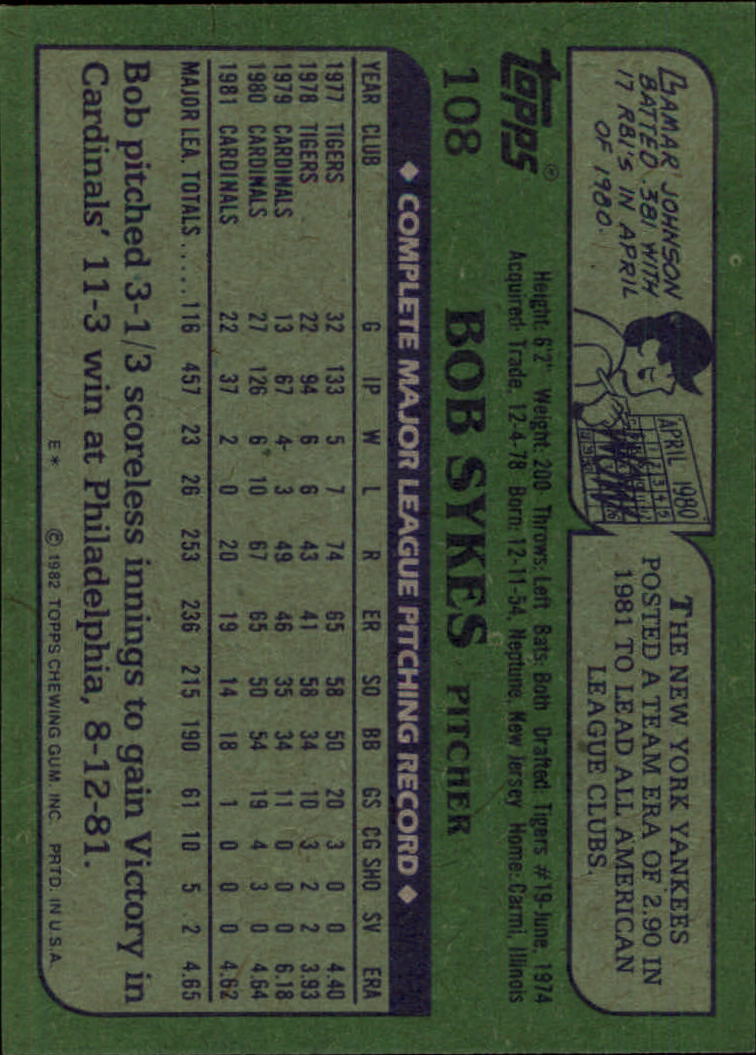 LAMAR JOHNSON
BATTED .381 WITH
17 RBI'S IN APRIL
OF 1980.
APRIL 1980
THE NEW YORK YANKEES
POSTED A TEAM ERA OF 2.90 IN
1981 TO LEAD ALL AMERICAN
LEAGUE CLUBS.
topps®
Height: 6'2" Weight: 200 Throws: Left Bats: Both Drafted: Tigers #19-June, 1974
Acquired: Trade, 12-4-78 Born: 12-11-54, Neptune, New Jersey Home: Carmi, Illinois
108 BOB SYKES PITCHER
◆ COMPLETE MAJOR LEAGUE PITCHING RECORD ◆
YEAR CLUB G IP W L R ER SO BB GS CG SHO SV ERA
1977 TIGERS 32 133 5 7 74 65 58 50 20 3 0 0 4.40
1978 TIGERS 22 94 6 6 43 41 58 34 10 3 2 2 3.93
1979 CARDINALS 13 67 4 3 49 46 35 34 11 0 0 0 6.18
1980 CARDINALS 27 126 6 10 67 65 50 54 19 4 3 0 4.64
1981 CARDINALS 22 37 2 0 20 19 14 18 1 0 0 0 4.62
MAJOR LEA. TOTALS ..... 116 457 23 26 253 236 215 190 61 10 5 2 4.65
Bob pitched 3-1/3 scoreless innings to gain Victory in
Cardinals' 11-3 win at Philadelphia, 8-12-81.
E* © 1982 TOPPS CHEWING GUM, INC. PRTD. IN U.S.A.